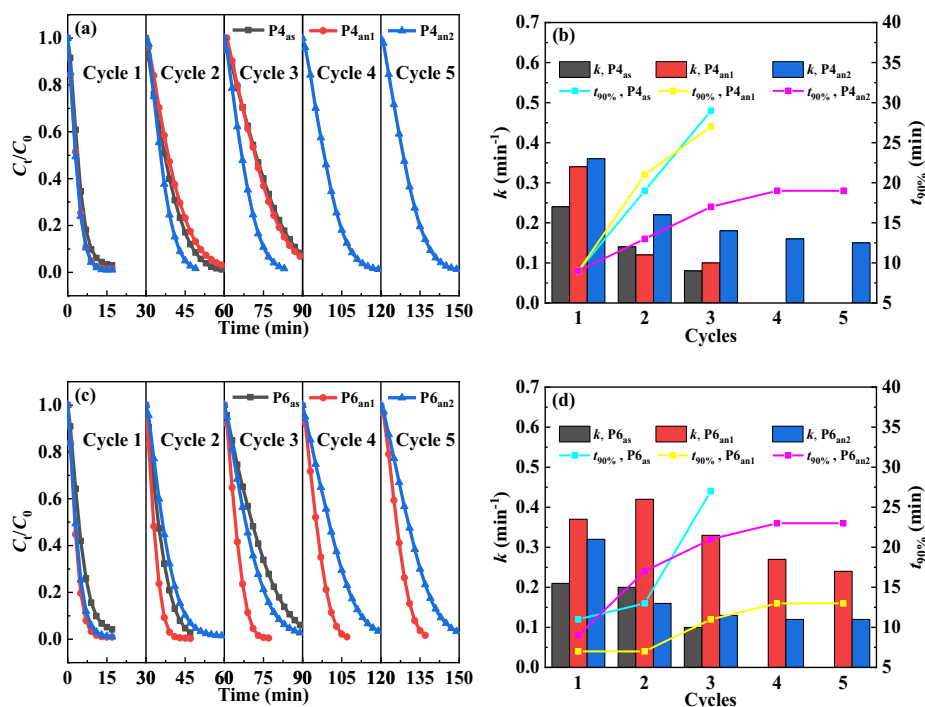 (a)
P4as P4an1 P4an2
Cycle 1 Cycle 2 Cycle 3 Cycle 4 Cycle 5
Ct/C0
1.0
0.8
0.6
0.4
0.2
0.0
0 15 30 45 60 75 90 105 120 135 150
Time (min)
(b)
k, P4as k, P4an1 k, P4an2
t90% , P4as t90% , P4an1 t90% , P4an2
k (min-1)
0.7
0.6
0.5
0.4
0.3
0.2
0.1
0.0
40
35
30
25
20
15
10
5
t90% (min)
1 2 3 4 5
Cycles
(c)
P6as P6an1 P6an2
Cycle 1 Cycle 2 Cycle 3 Cycle 4 Cycle 5
Ct/C0
1.0
0.8
0.6
0.4
0.2
0.0
0 15 30 45 60 75 90 105 120 135 150
Time (min)
(d)
k, P6as k, P6an1 k, P6an2
t90% , P6as t90% , P6an1 t90% , P6an2
k (min-1)
0.7
0.6
0.5
0.4
0.3
0.2
0.1
0.0
40
35
30
25
20
15
10
5
t90% (min)
1 2 3 4 5
Cycles